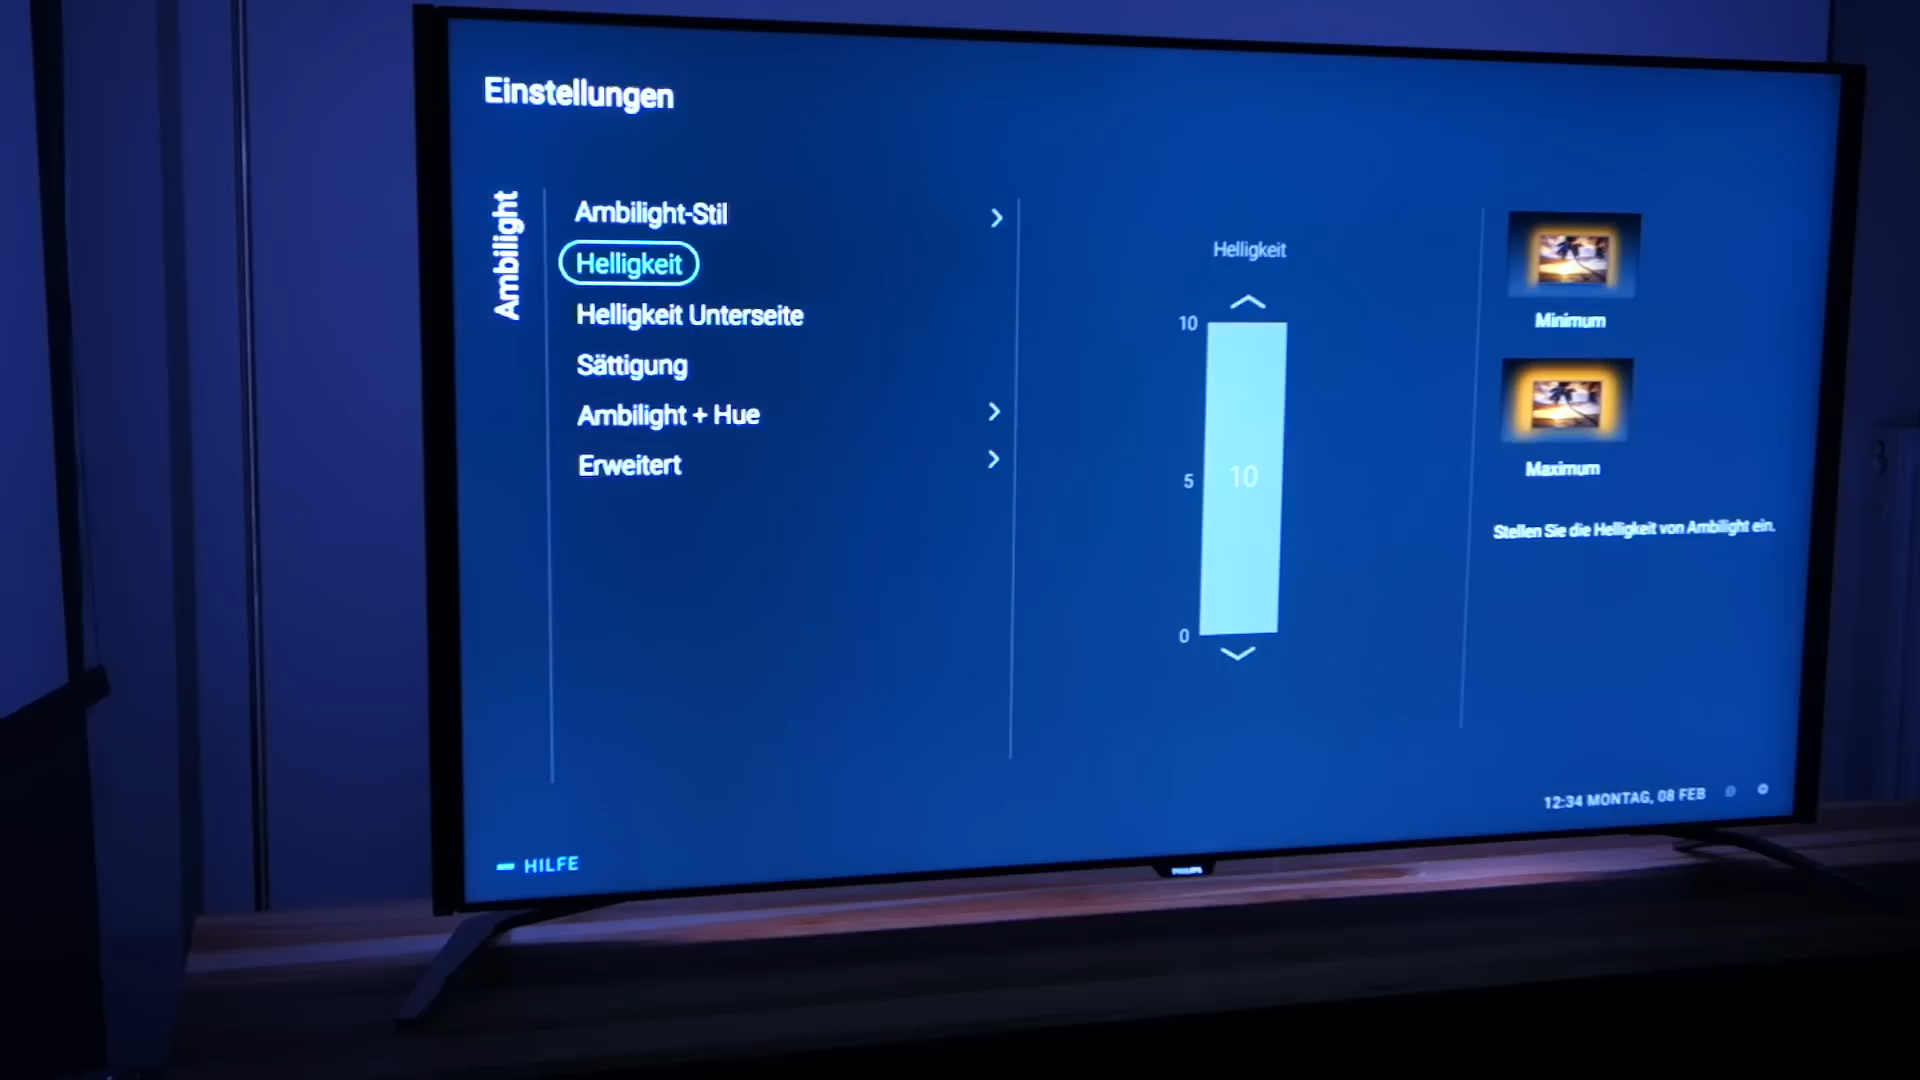 Einstellungen
Ambilight
Ambilight-Stil
Helligkeit
Helligkeit Unterseite
Sättigung
Ambilight + Hue
Erweitert
Helligkeit
10
5
10
0
Minimum
Maximum
Stellen Sie die Helligkeit von Ambilight ein.
12:34 MONTAG, 08 FEB
HILFE
PHILIPS